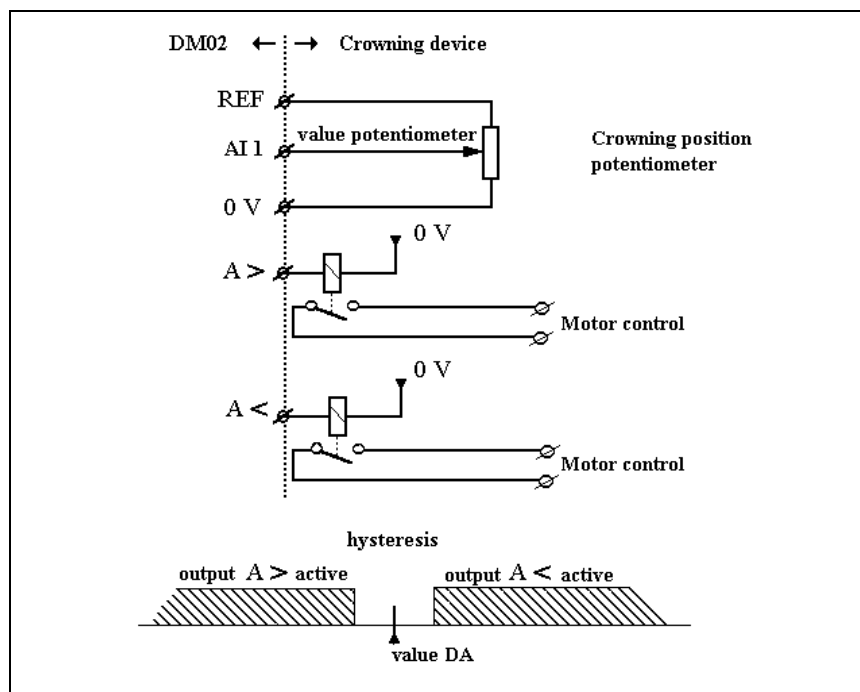 DM02 ← → Crowning device
REF
value potentiometer
AI 1
Crowning position
potentiometer
0 V
0 V
A >
Motor control
0 V
A <
Motor control
hysteresis
output A > active output A < active
value DA